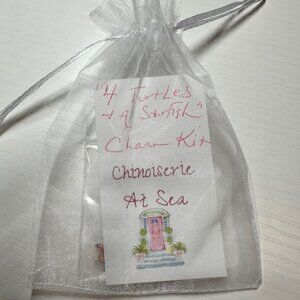 "4 Turtles
& A Starfish"
Charm Kit
Chinoiserie
At Sea